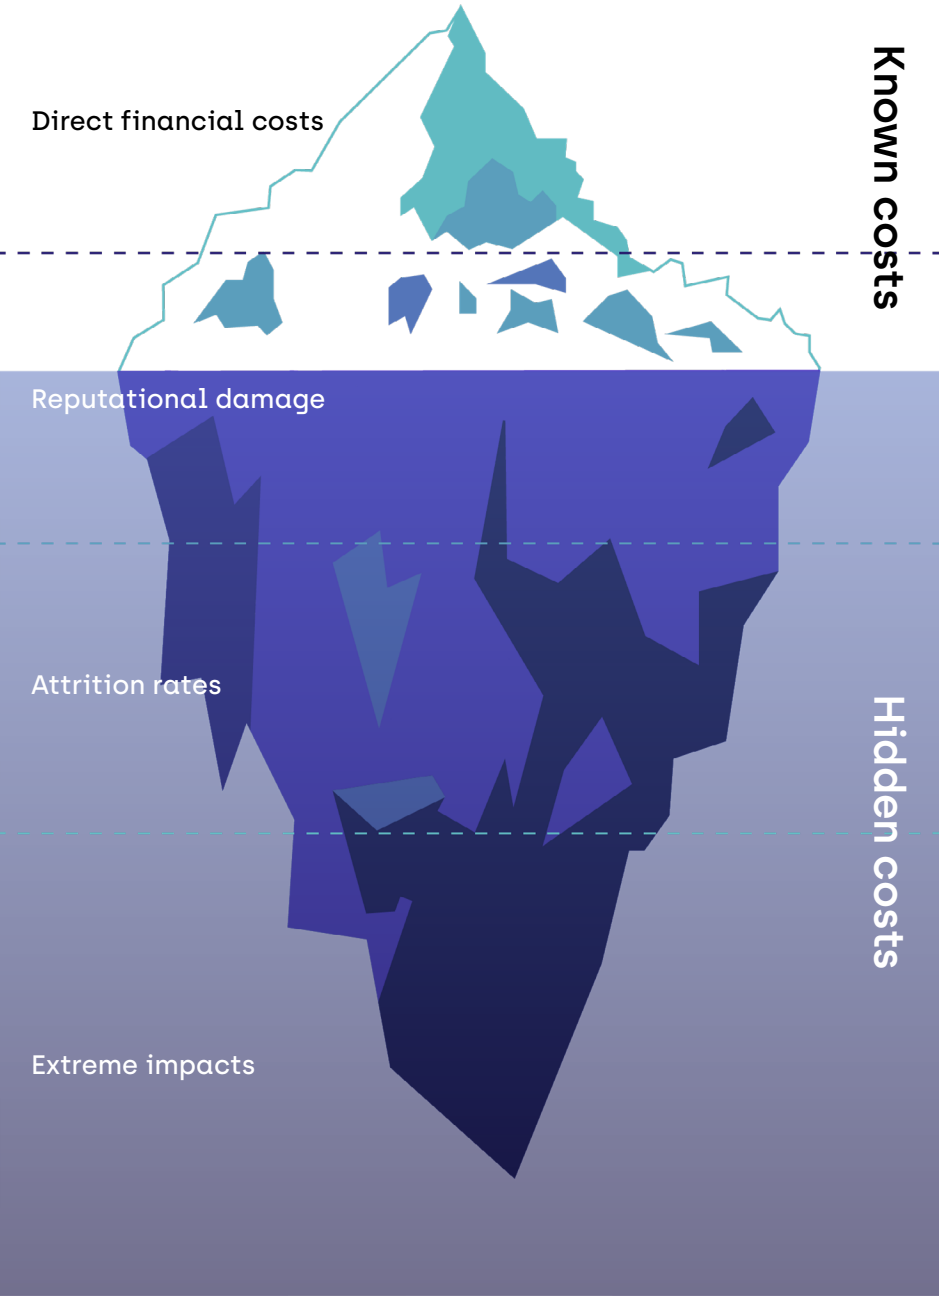 Known costs
Direct financial costs
Reputational damage
Attrition rates
Hidden costs
Extreme impacts